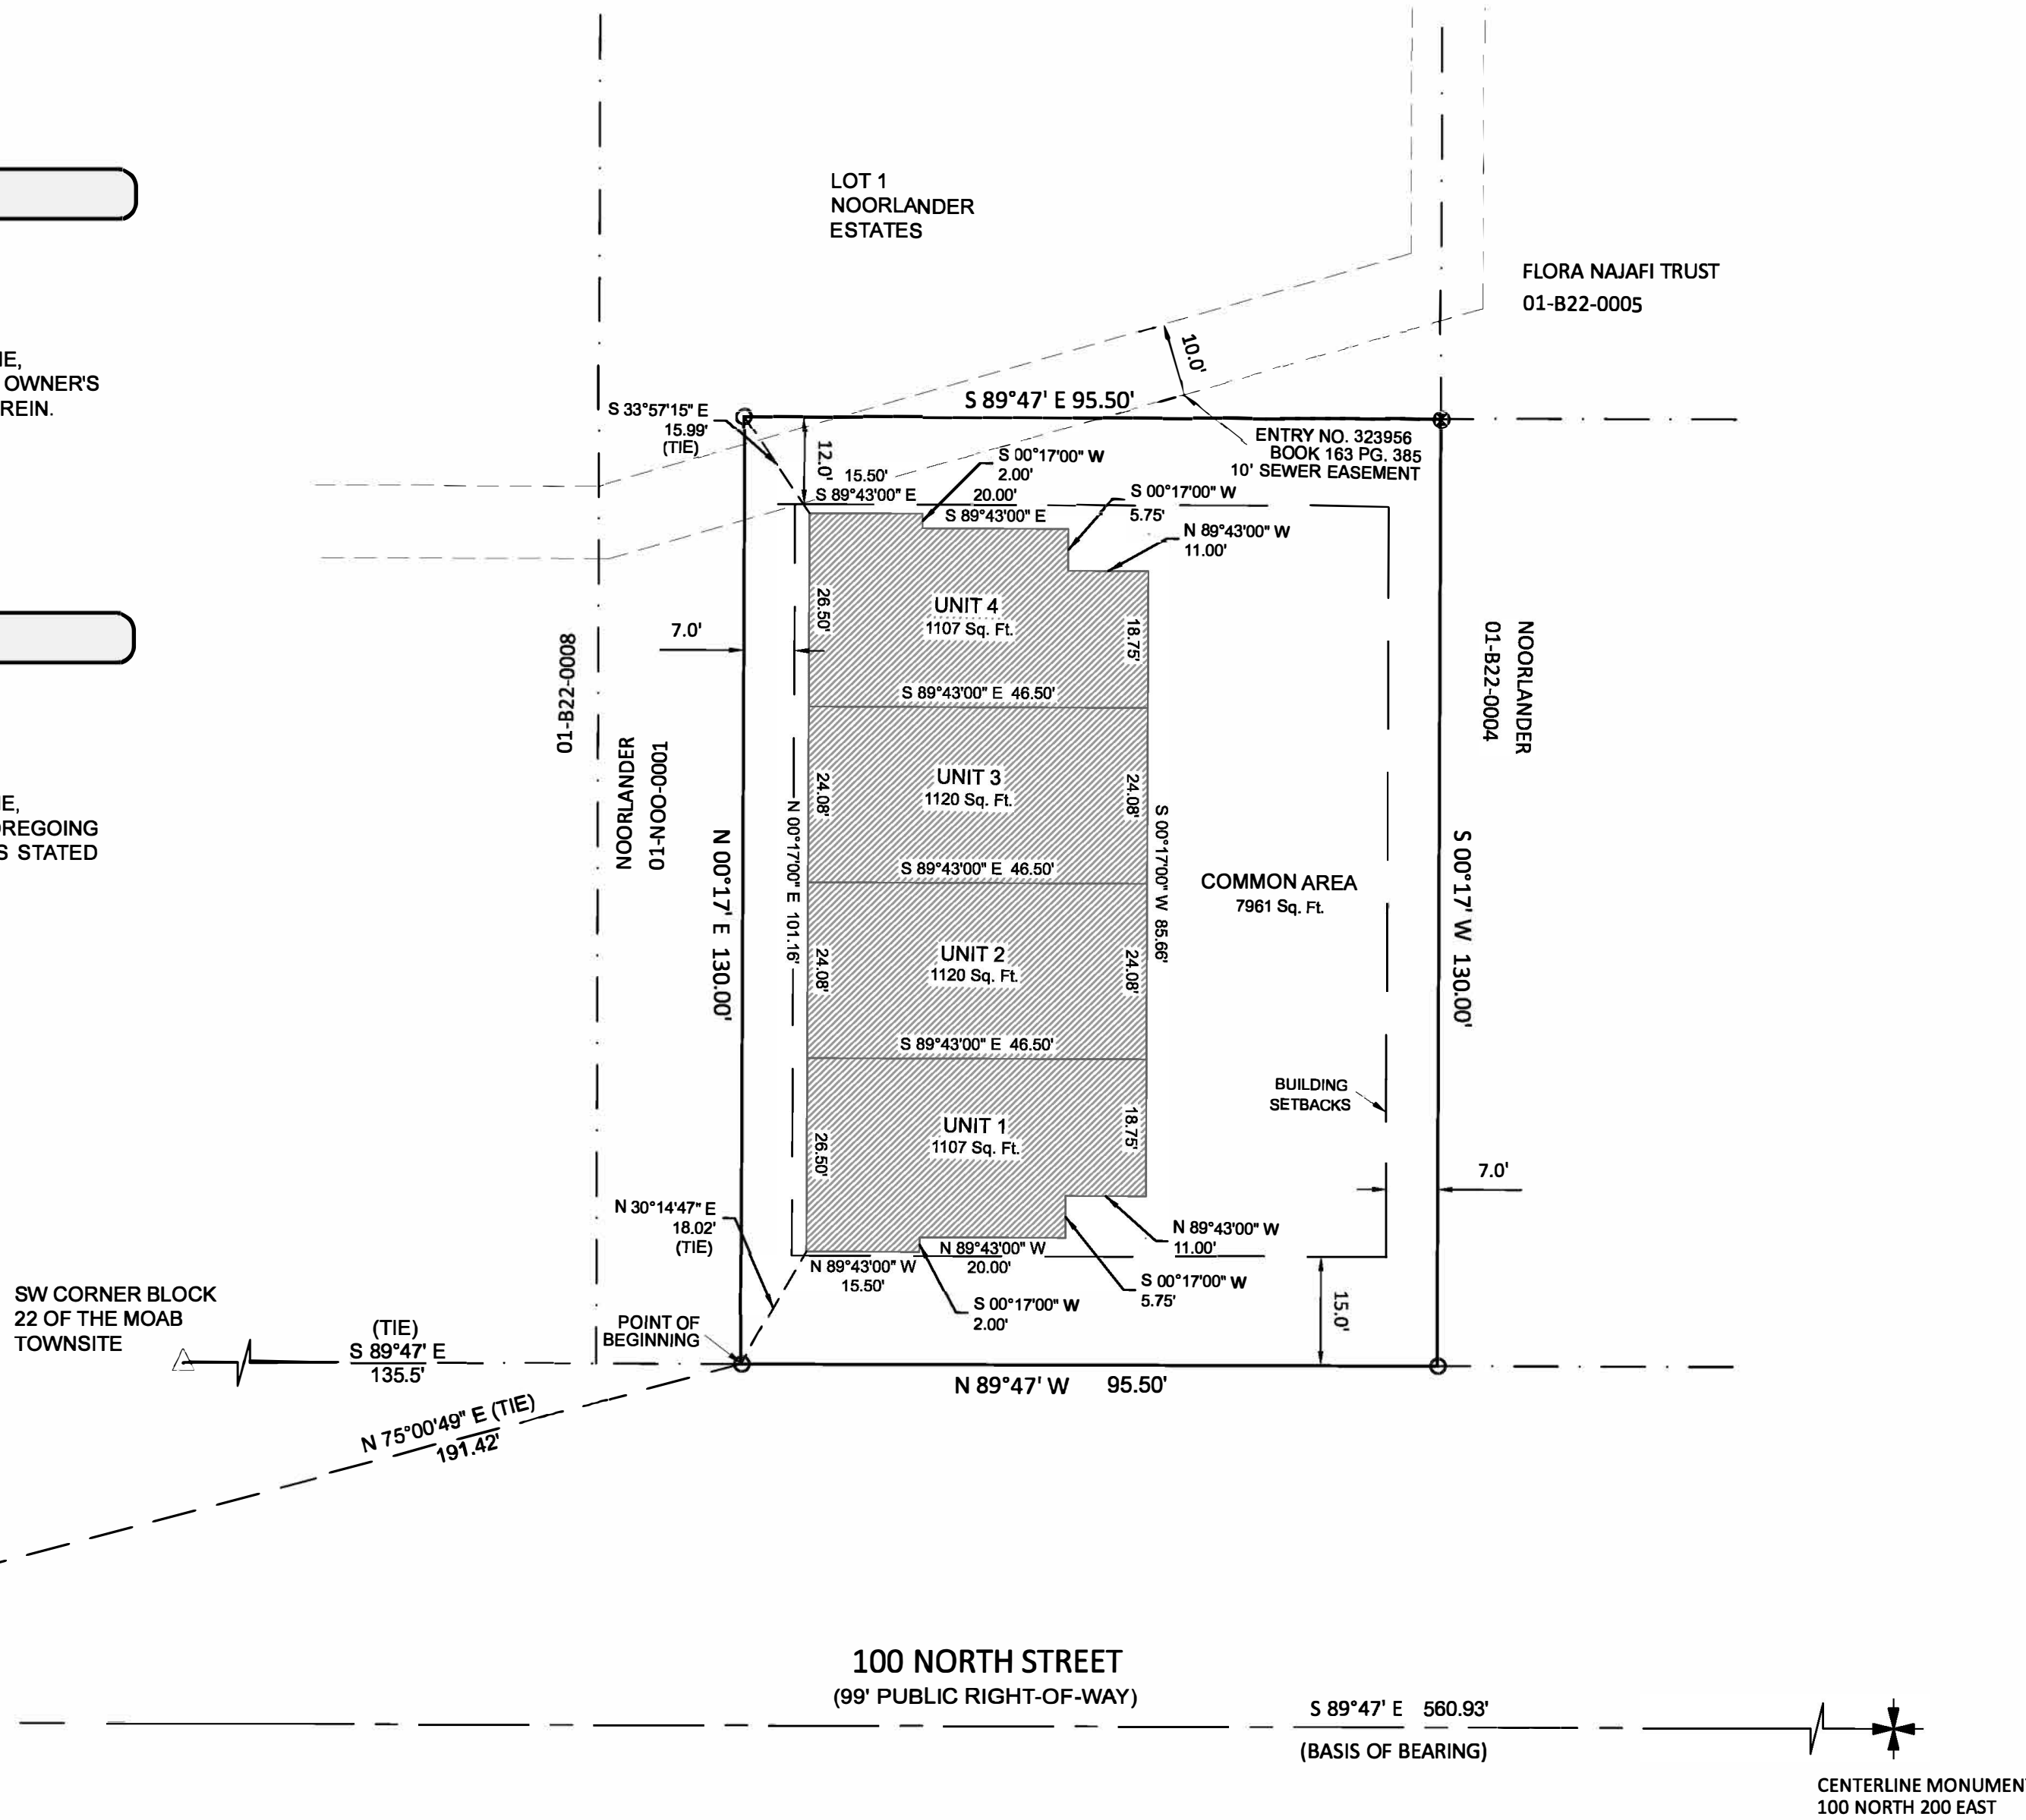 LOT 1
NOORLANDER
ESTATES
FLORA NAJAFI TRUST
01-B22-0005
IE,
OWNER'S
REIN.
10.0'
S 89°47' E 95.50'
S 33°57'15" E
15.99'
(TIE)
12.0'
ENTRY NO. 323956
BOOK 163 PG. 385
10' SEWER EASEMENT
S 00°17'00" W
2.00'
15.50'
S 89°43'00" E
20.00'
S 89°43'00" E
S 00°17'00" W
5.75'
N 89°43'00" W
11.00'
UNIT 4
1107 Sq. Ft.
26.50'
18.75'
7.0'
S 89°43'00" E 46.50'
01-B22-0008
NOORLANDER
01-NOO-0001
NOORLANDER
01-B22-0004
UNIT 3
1120 Sq. Ft.
24.08'
24.08'
E,
OREGOING
S STATED
N 00°17' E 130.00'
N 00°17'00" E 101.16'
S 89°43'00" E 46.50'
S 00°17'00" W 85.66'
COMMON AREA
7961 Sq. Ft.
S 00°17' W 130.00'
UNIT 2
1120 Sq. Ft.
24.08'
24.08'
S 89°43'00" E 46.50'
BUILDING
SETBACKS
UNIT 1
1107 Sq. Ft.
26.50'
18.75'
7.0'
N 30°14'47" E
18.02'
(TIE)
N 89°43'00" W
11.00'
N 89°43'00" W
20.00'
N 89°43'00" W
15.50'
S 00°17'00" W
5.75'
S 00°17'00" W
2.00'
15.0'
SW CORNER BLOCK
22 OF THE MOAB
TOWNSITE
(TIE)
S 89°47' E
135.5'
POINT OF
BEGINNING
N 89°47' W 95.50'
N 75°00'49" E (TIE)
191.42'
100 NORTH STREET
(99' PUBLIC RIGHT-OF-WAY)
S 89°47' E 560.93'
(BASIS OF BEARING)
CENTERLINE MONUMENT
100 NORTH 200 EAST